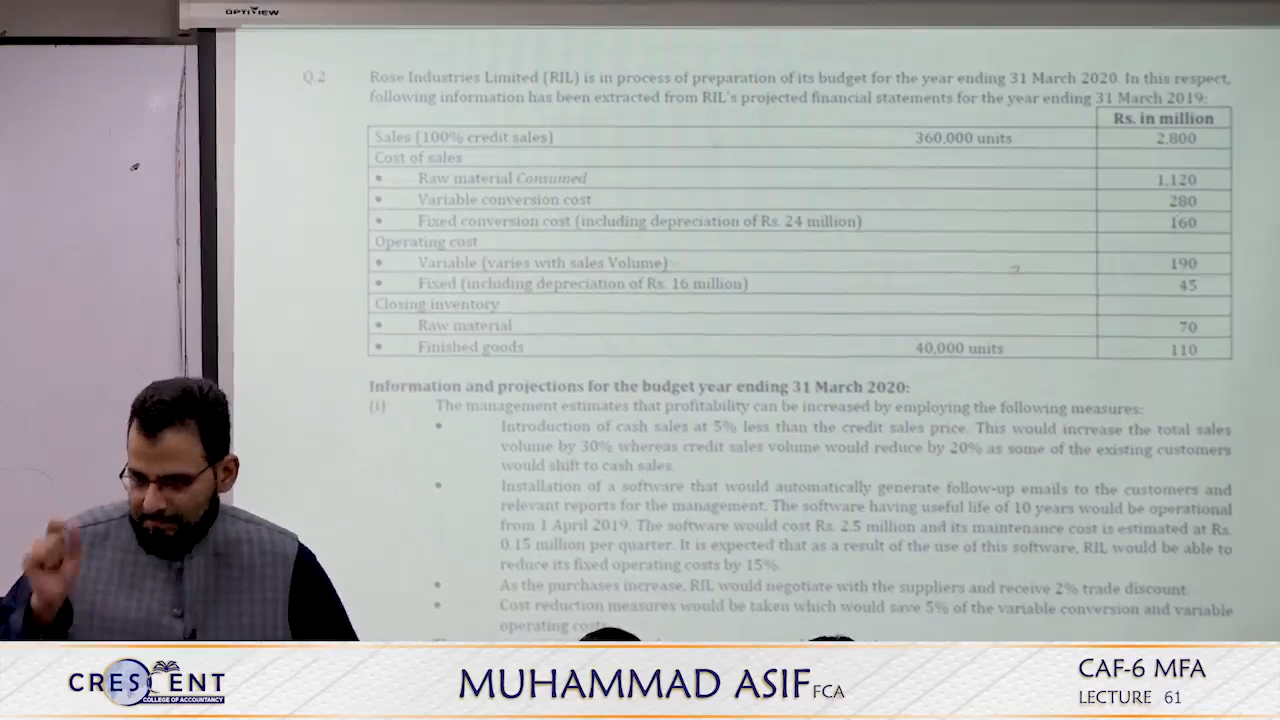 OPTIVIEW
Q.2 Rose Industries Limited (RIL) is in process of preparation of its budget for the year ending 31 March 2020. In this respect,
following information has been extracted from RIL's projected financial statements for the year ending 31 March 2019:
Rs. in million
Sales (100% credit sales) 360,000 units 2,800
Cost of sales
• Raw material Consumed 1,120
• Variable conversion cost 280
• Fixed conversion cost (including depreciation of Rs. 24 million) 160
Operating cost
• Variable (varies with sales Volume) 190
• Fixed (including depreciation of Rs. 16 million) 45
Closing inventory
• Raw material 70
• Finished goods 40,000 units 110
Information and projections for the budget year ending 31 March 2020:
(i) The management estimates that profitability can be increased by employing the following measures:
• Introduction of cash sales at 5% less than the credit sales price. This would increase the total sales
volume by 30% whereas credit sales volume would reduce by 20% as some of the existing customers
would shift to cash sales.
• Installation of a software that would automatically generate follow-up emails to the customers and
relevant reports for the management. The software having useful life of 10 years would be operational
from 1 April 2019. The software would cost Rs. 2.5 million and its maintenance cost is estimated at Rs.
0.15 million per quarter. It is expected that as a result of the use of this software, RIL would be able to
reduce its fixed operating costs by 15%.
• As the purchases increase, RIL would negotiate with the suppliers and receive 2% trade discount.
• Cost reduction measures would be taken which would save 5% of the variable conversion and variable
operating costs
CRESCENT
COLLEGE OF ACCOUNTANCY
MUHAMMAD ASIF FCA
CAF-6 MFA
LECTURE 61